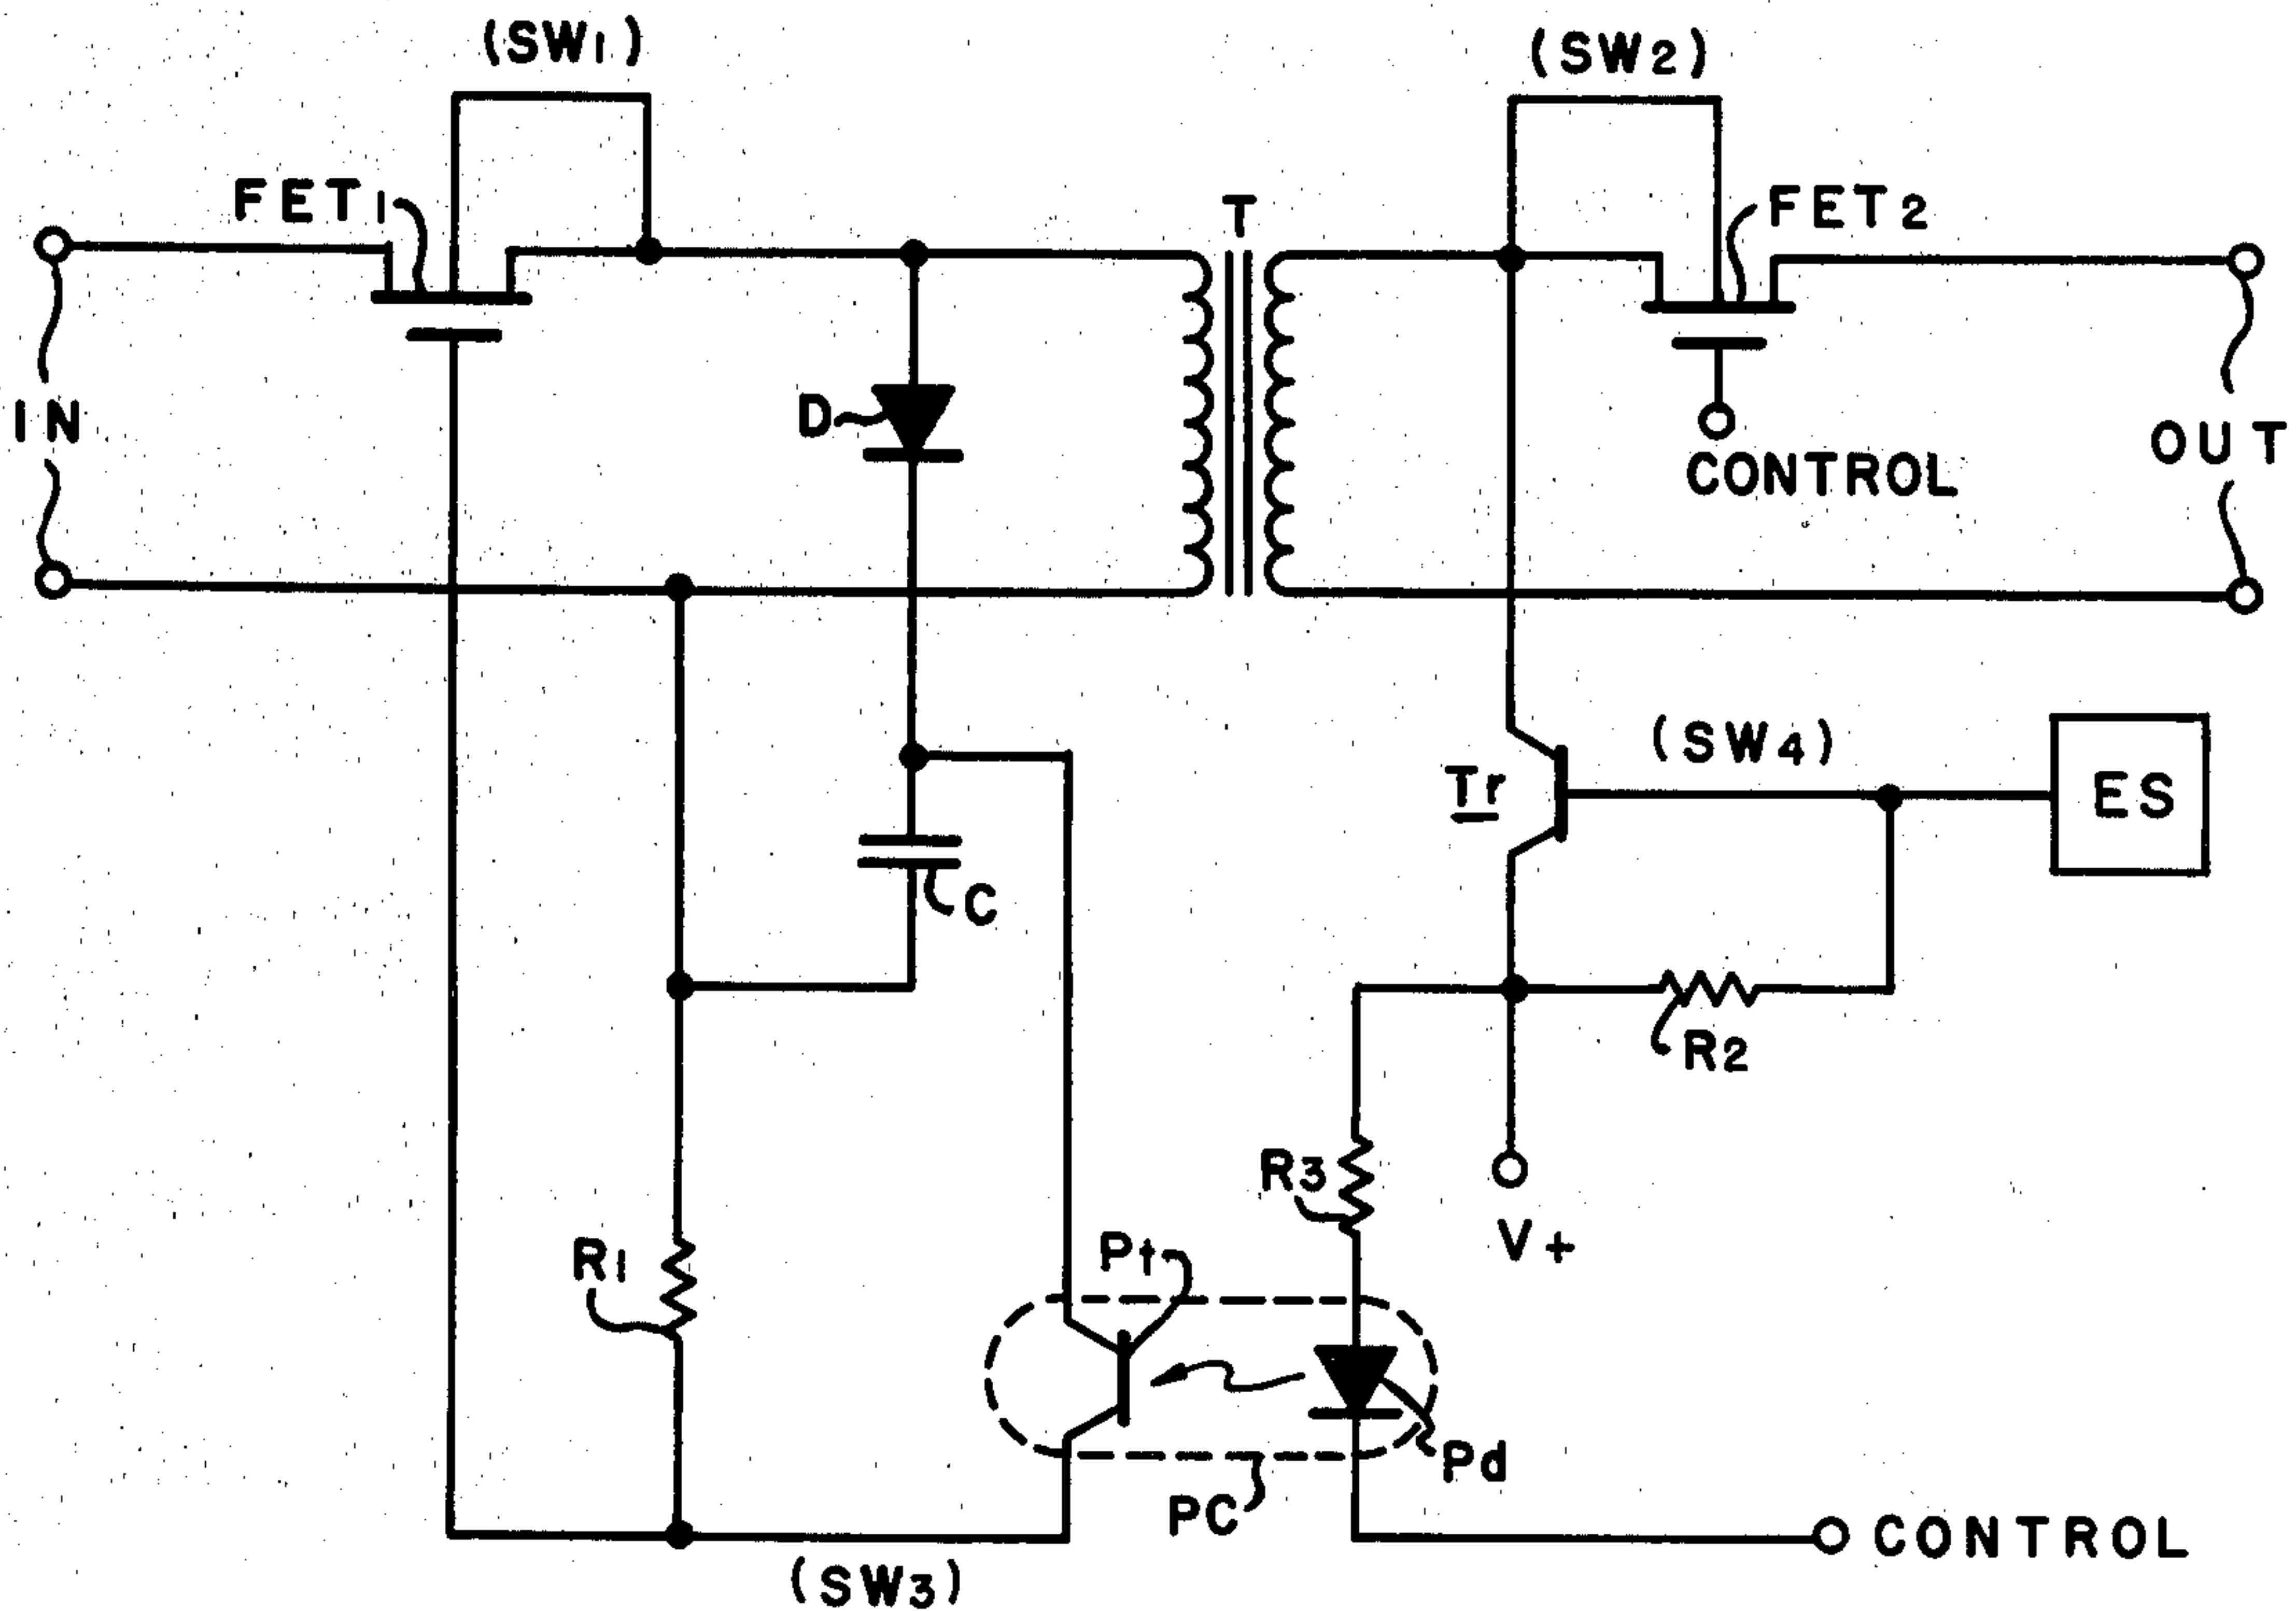 (SW1)
(SW2)
FET1
T
FET2
IN
D
CONTROL
OUT
(SW4)
Tr
ES
C
R2
R3
V+
R1
Pt
Pd
PC
CONTROL
(SW3)